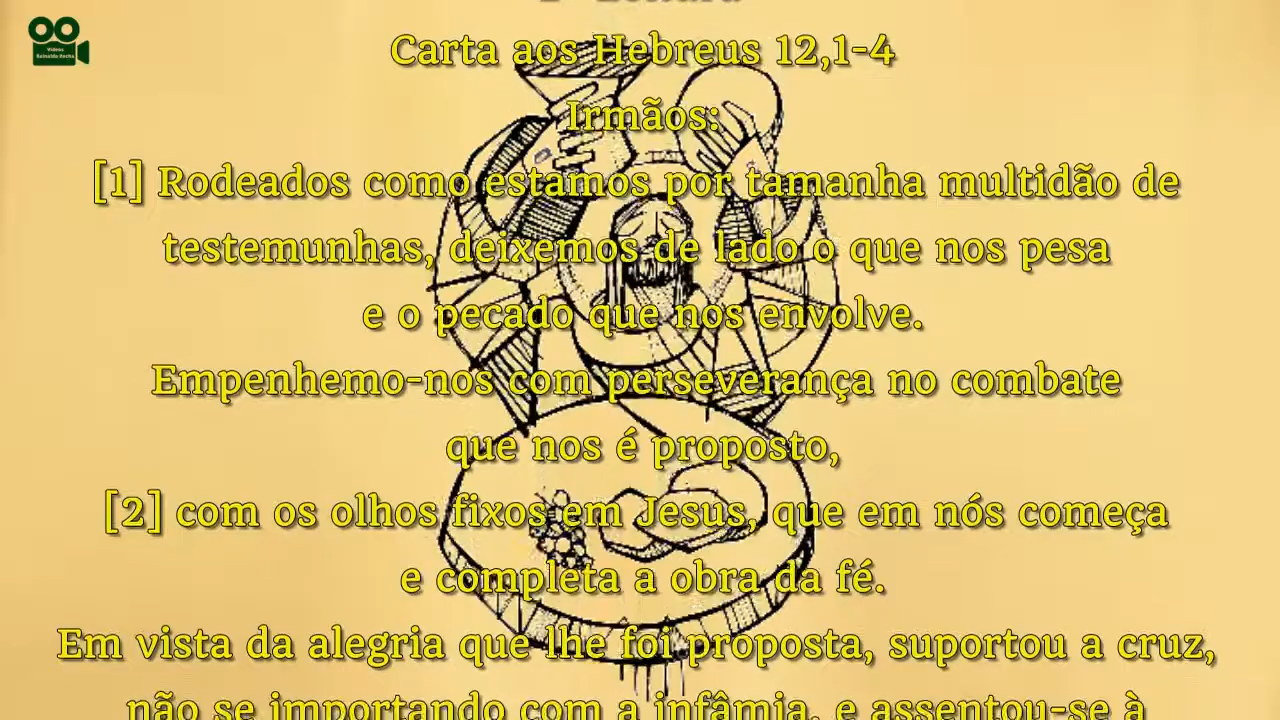 Vídeos
Reinaldo Rocha
Carta aos Hebreus 12,1-4
Irmãos:
[1] Rodeados como estamos por tamanha multidão de
testemunhas, deixemos de lado o que nos pesa
e o pecado que nos envolve.
Empenhemo-nos com perseverança no combate
que nos é proposto,
[2] com os olhos fixos em Jesus, que em nós começa
e completa a obra da fé.
Em vista da alegria que lhe foi proposta, suportou a cruz,
não se importando com a infâmia, e assentou-se à